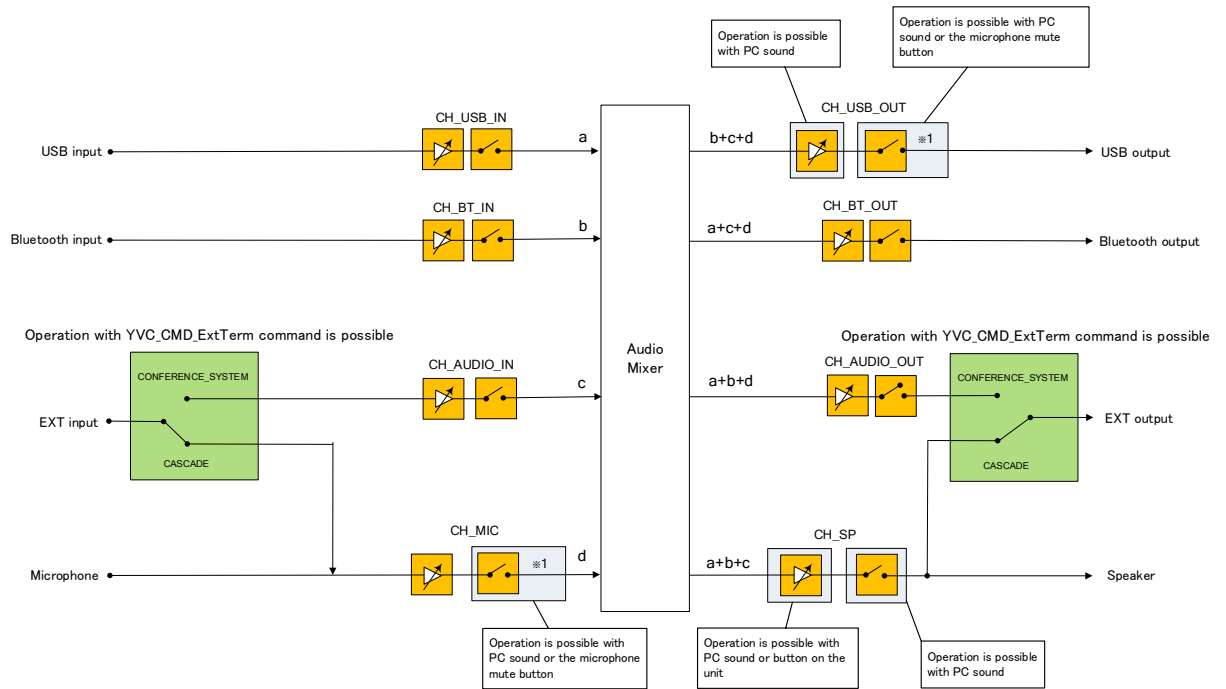 Operation is possible
with PC sound
Operation is possible with PC
sound or the microphone mute
button
CH_USB_IN
CH_USB_OUT
USB input
a
b+c+d
※1
USB output
CH_BT_IN
CH_BT_OUT
Bluetooth input
b
a+c+d
Bluetooth output
Operation with YVC_CMD_ExtTerm command is possible
Operation with YVC_CMD_ExtTerm command is possible
Audio
Mixer
CONFERENCE_SYSTEM
CH_AUDIO_IN
CH_AUDIO_OUT
CONFERENCE_SYSTEM
c
a+b+d
EXT input
EXT output
CASCADE
CASCADE
CH_MIC
CH_SP
Microphone
※1
d
a+b+c
Speaker
Operation is possible with
PC sound or the microphone
mute button
Operation is possible with
PC sound or button on the
unit
Operation is possible
with PC sound